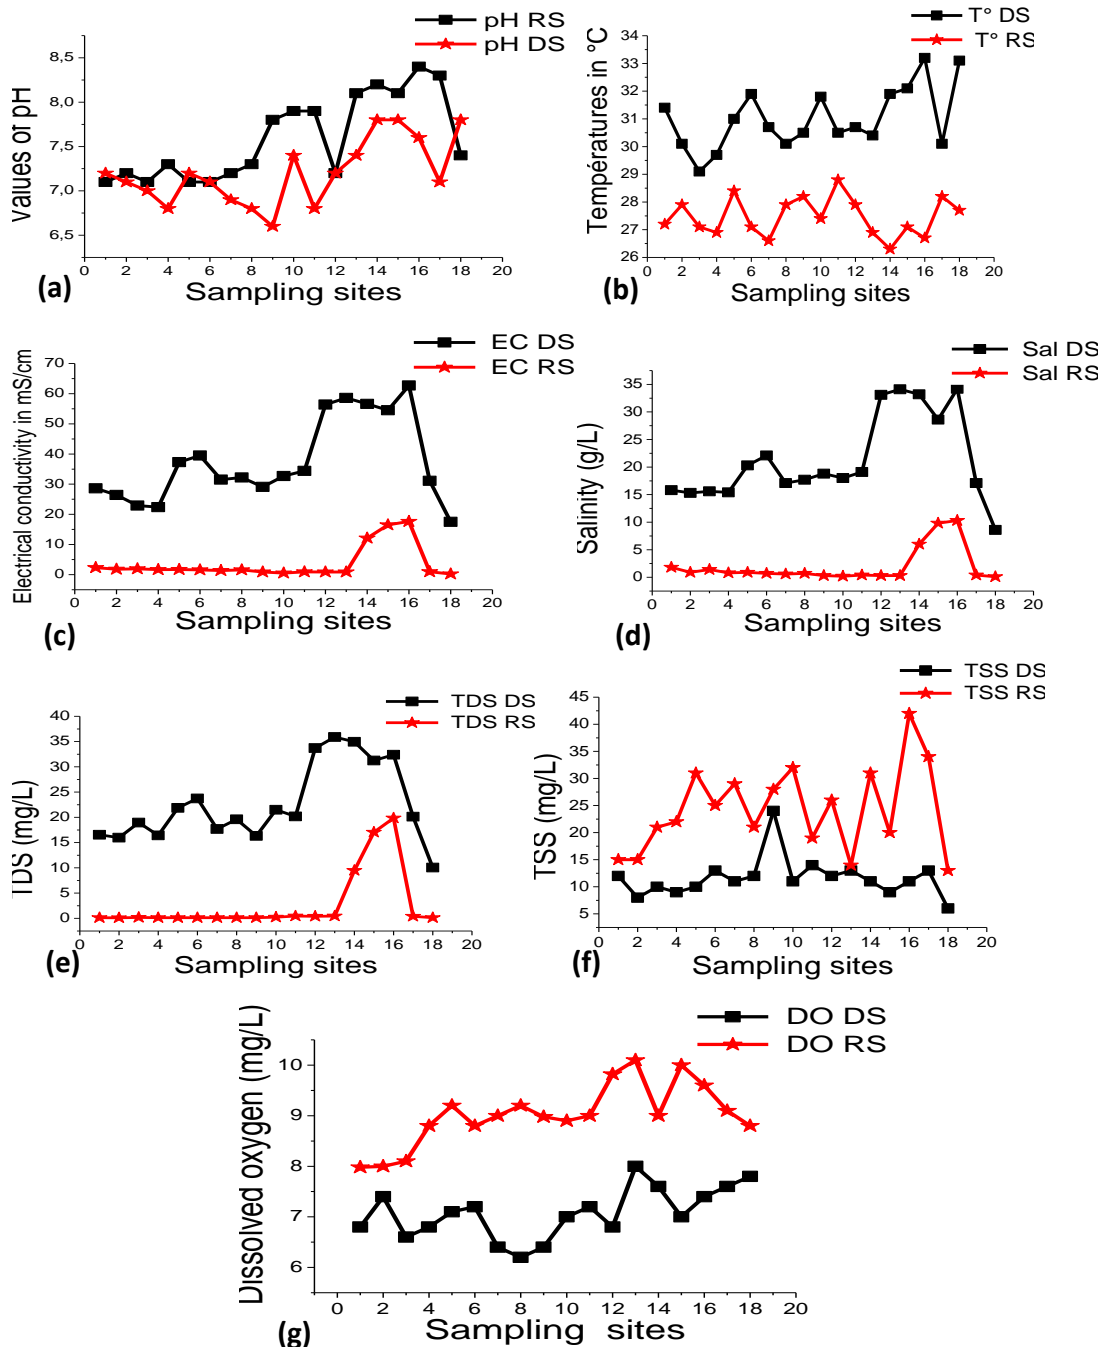 pH RS
pH DS
Values or pH
8,5
8,0
7,5
7,0
6,5
0 2 4 6 8 10 12 14 16 18 20
Sampling sites
(a)
T° DS
T° RS
Temperatures in °C
34
33
32
31
30
29
28
27
26
0 2 4 6 8 10 12 14 16 18 20
Sampling sites
(b)
EC DS
EC RS
Electrical conductivity in mS/cm
70
60
50
40
30
20
10
0
0 2 4 6 8 10 12 14 16 18 20
Sampling sites
(c)
Sal DS
Sal RS
Salinity (g/L)
35
30
25
20
15
10
5
0
0 2 4 6 8 10 12 14 16 18 20
Sampling sites
(d)
TDS DS
TDS RS
TDS (mg/L)
40
35
30
25
20
15
10
5
0
0 2 4 6 8 10 12 14 16 18 20
Sampling sites
(e)
TSS DS
TSS RS
TSS (mg/L)
45
40
35
30
25
20
15
10
5
0 2 4 6 8 10 12 14 16 18 20
Sampling sites
(f)
DO DS
DO RS
Dissolved oxygen (mg/L)
10
9
8
7
6
0 2 4 6 8 10 12 14 16 18 20
Sampling sites
(g)